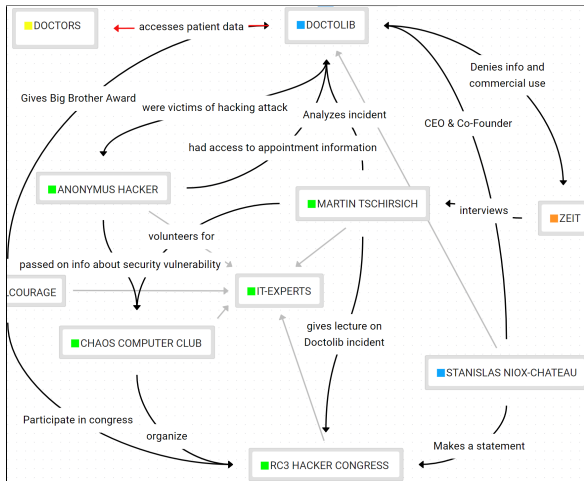 DOCTORS
accesses patient data
DOCTOLIB
Denies info and
commercial use
Gives Big Brother Award
were victims of hacking attack
Analyzes incident
CEO & Co-Founder
had access to appointment information
ANONYMUS HACKER
MARTIN TSCHIRSICH
interviews
ZEIT
volunteers for
passed on info about security vulnerability
.COURAGE
IT-EXPERTS
gives lecture on
Doctolib incident
CHAOS COMPUTER CLUB
STANISLAS NIOX-CHATEAU
Participate in congress
organize
Makes a statement
RC3 HACKER CONGRESS